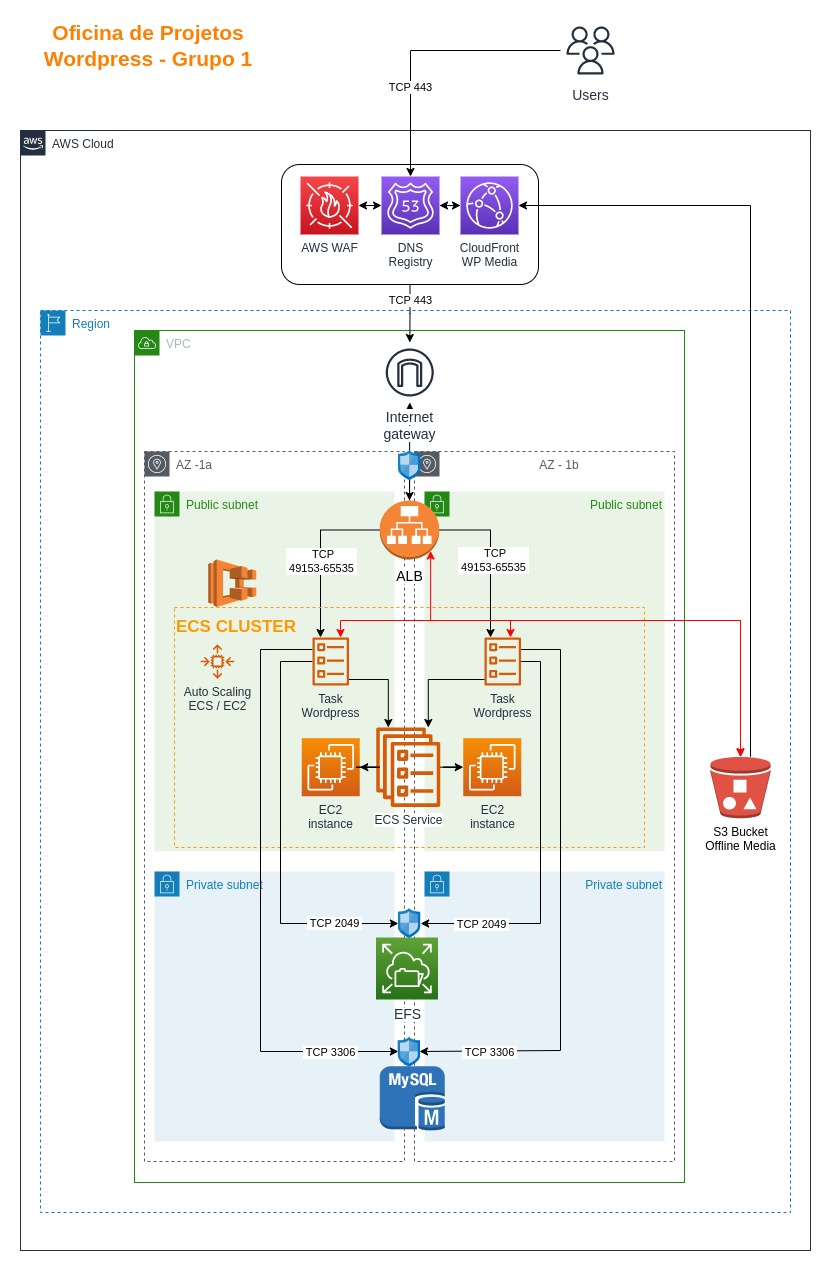 Oficina de Projetos
Wordpress - Grupo 1
Users
TCP 443
aws
AWS Cloud
53
AWS WAF
DNS
Registry
CloudFront
WP Media
TCP 443
Region
VPC
Internet
gateway
AZ -1a
AZ - 1b
Public subnet
Public subnet
TCP
49153-65535
TCP
49153-65535
ALB
ECS CLUSTER
Auto Scaling
ECS / EC2
Task
Wordpress
Task
Wordpress
EC2
instance
ECS Service
EC2
instance
S3 Bucket
Offline Media
Private subnet
Private subnet
TCP 2049
TCP 2049
EFS
TCP 3306
TCP 3306
MySQL
M